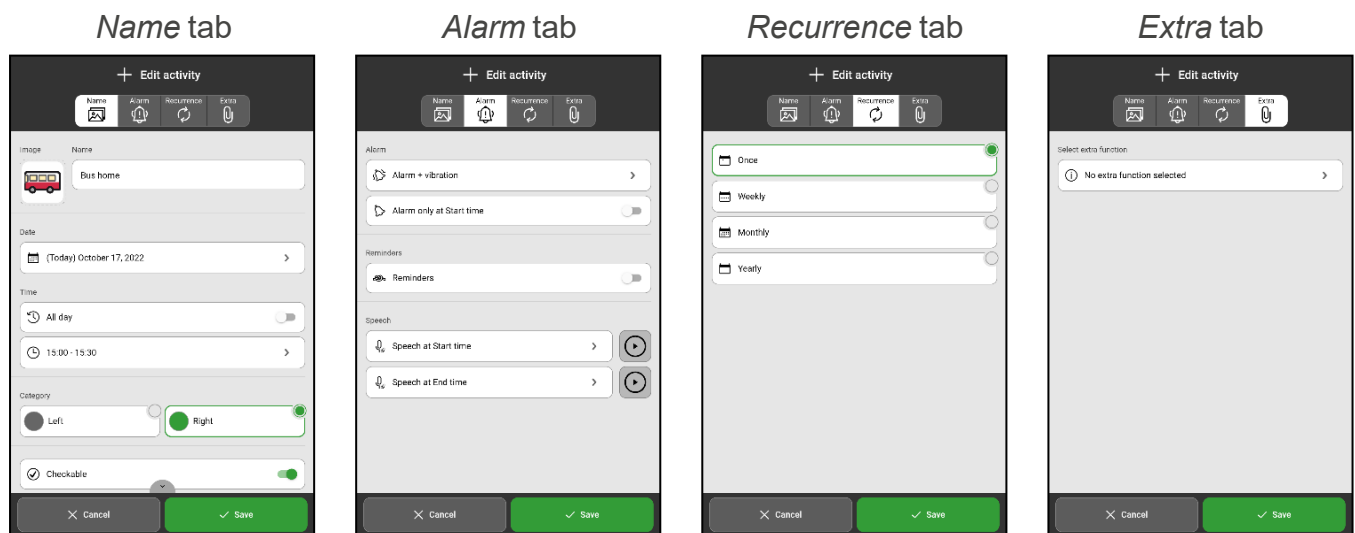 Name tab
Edit activity
Name Alarm Recurrence Extra
Image Name
Bus home
Date
(Today) October 17, 2022
Time
All day
15:00 - 15:30
Category
Left Right
Checkable
Cancel Save
Alarm tab
Edit activity
Name Alarm Recurrence Extra
Alarm
Alarm + vibration
Alarm only at Start time
Reminders
Reminders
Speech
Speech at Start time
Speech at End time
Cancel Save
Recurrence tab
Edit activity
Name Alarm Recurrence Extra
Once
Weekly
Monthly
Yearly
Cancel Save
Extra tab
Edit activity
Name Alarm Recurrence Extra
Select extra function
No extra function selected
Cancel Save